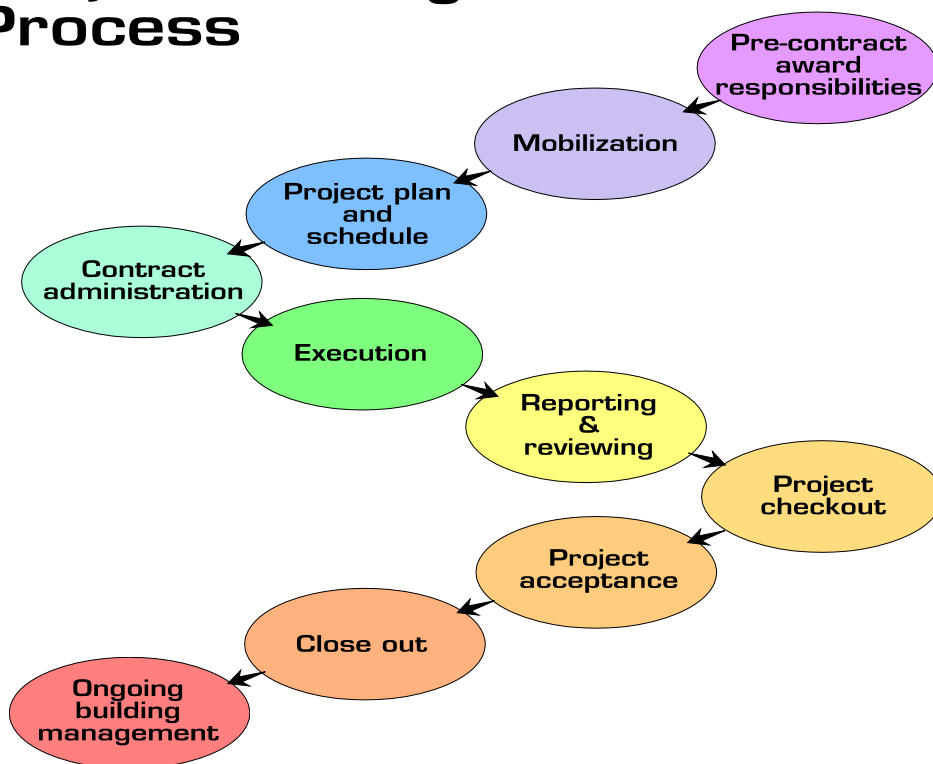 Process
Pre-contract
award
responsibilities
Mobilization
Project plan
and
schedule
Contract
administration
Execution
Reporting
&
reviewing
Project
checkout
Project
acceptance
Close out
Ongoing
building
management